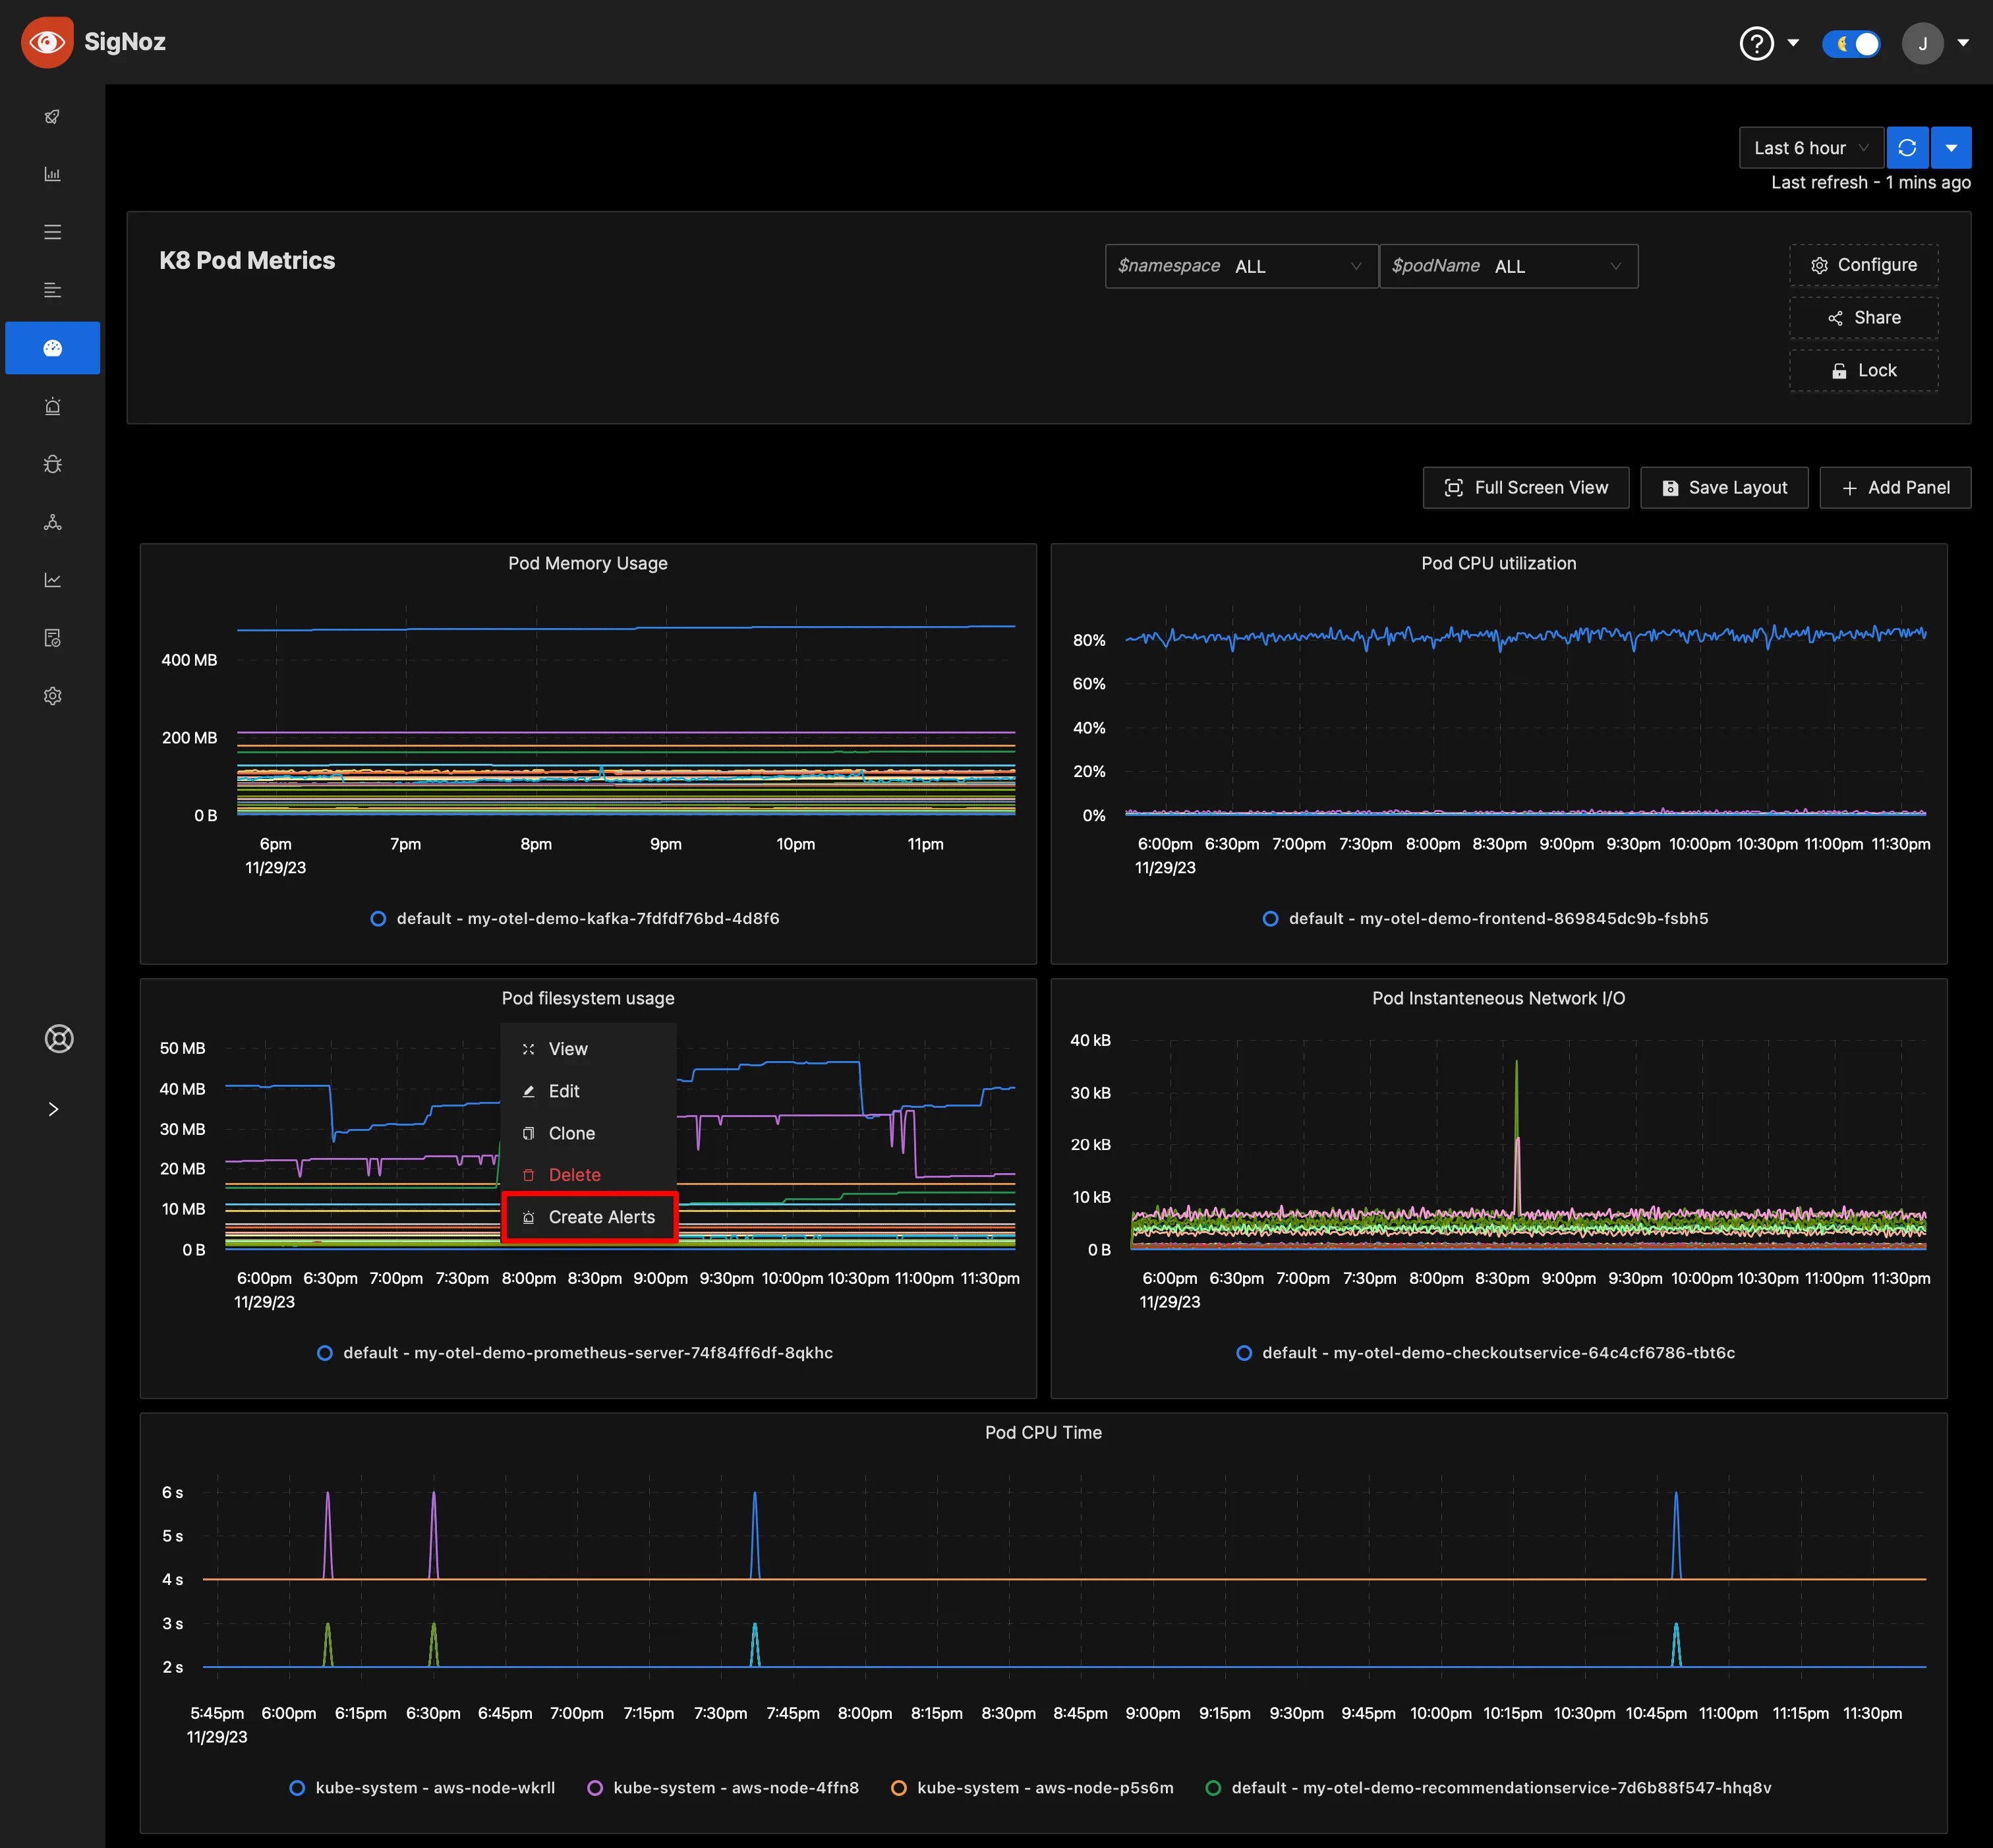 SigNoz
J
Last 6 hour
Last refresh - 1 mins ago
K8 Pod Metrics
$namespace ALL
$podName ALL
Configure
Share
Lock
Full Screen View
Save Layout
Add Panel
Pod Memory Usage
400 MB
200 MB
0 B
6pm 7pm 8pm 9pm 10pm 11pm
11/29/23
default - my-otel-demo-kafka-7fdfdf76bd-4d8f6
Pod CPU utilization
80%
60%
40%
20%
0%
6:00pm 6:30pm 7:00pm 7:30pm 8:00pm 8:30pm 9:00pm 9:30pm 10:00pm 10:30pm 11:00pm 11:30pm
11/29/23
default - my-otel-demo-frontend-869845dc9b-fsbh5
Pod filesystem usage
50 MB
40 MB
30 MB
20 MB
10 MB
0 B
View
Edit
Clone
Delete
Create Alerts
6:00pm 6:30pm 7:00pm 7:30pm 8:00pm 8:30pm 9:00pm 9:30pm 10:00pm 10:30pm 11:00pm 11:30pm
11/29/23
default - my-otel-demo-prometheus-server-74f84ff6df-8qkhc
Pod Instanteneous Network I/O
40 kB
30 kB
20 kB
10 kB
0 B
6:00pm 6:30pm 7:00pm 7:30pm 8:00pm 8:30pm 9:00pm 9:30pm 10:00pm 10:30pm 11:00pm 11:30pm
11/29/23
default - my-otel-demo-checkoutservice-64c4cf6786-tbt6c
Pod CPU Time
6 s
5 s
4 s
3 s
2 s
5:45pm 6:00pm 6:15pm 6:30pm 6:45pm 7:00pm 7:15pm 7:30pm 7:45pm 8:00pm 8:15pm 8:30pm 8:45pm 9:00pm 9:15pm 9:30pm 9:45pm 10:00pm 10:15pm 10:30pm 10:45pm 11:00pm 11:15pm 11:30pm
11/29/23
kube-system - aws-node-wkrll kube-system - aws-node-4ffn8 kube-system - aws-node-p5s6m default - my-otel-demo-recommendationservice-7d6b88f547-hhq8v